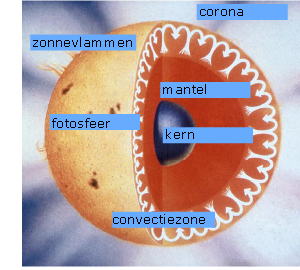 corona
zonnevlammen
mantel
fotosfeer
kern
convectiezone